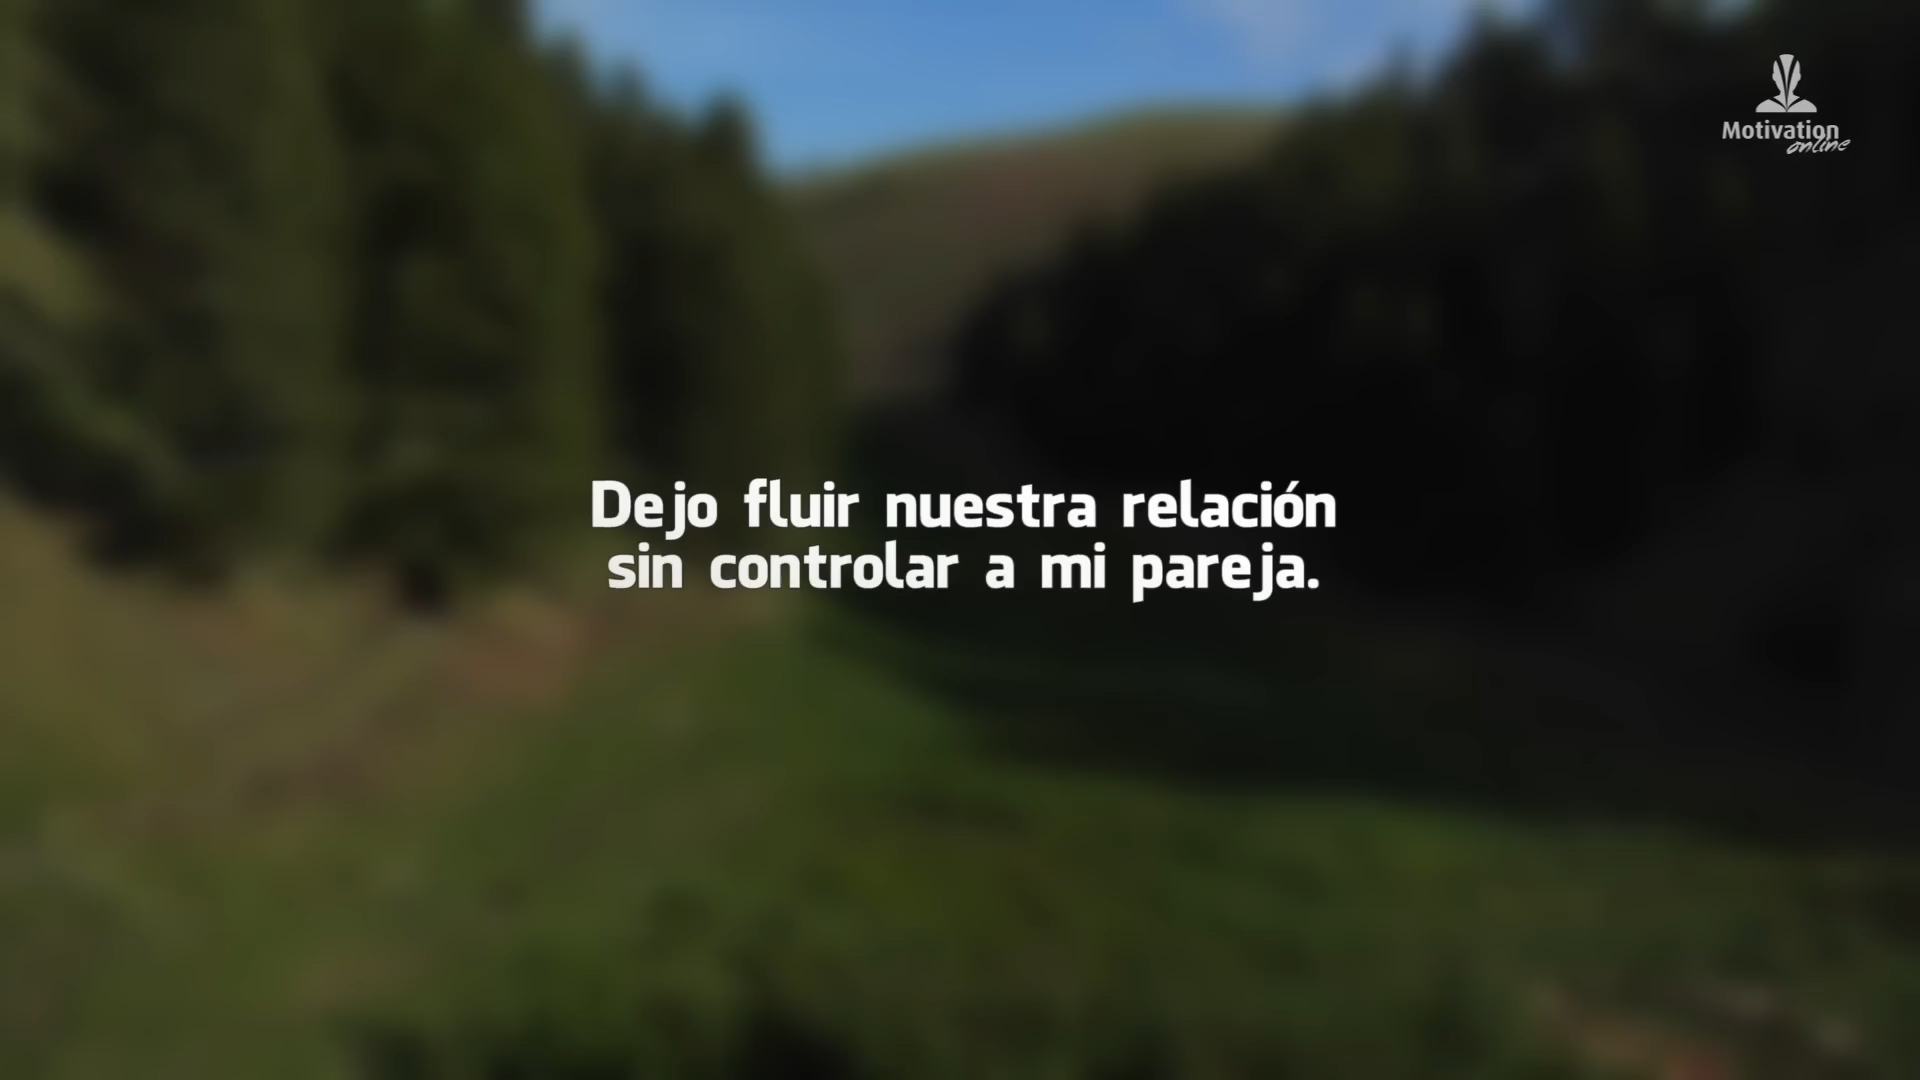 Motivation
online
Dejo fluir nuestra relación
sin controlar a mi pareja.